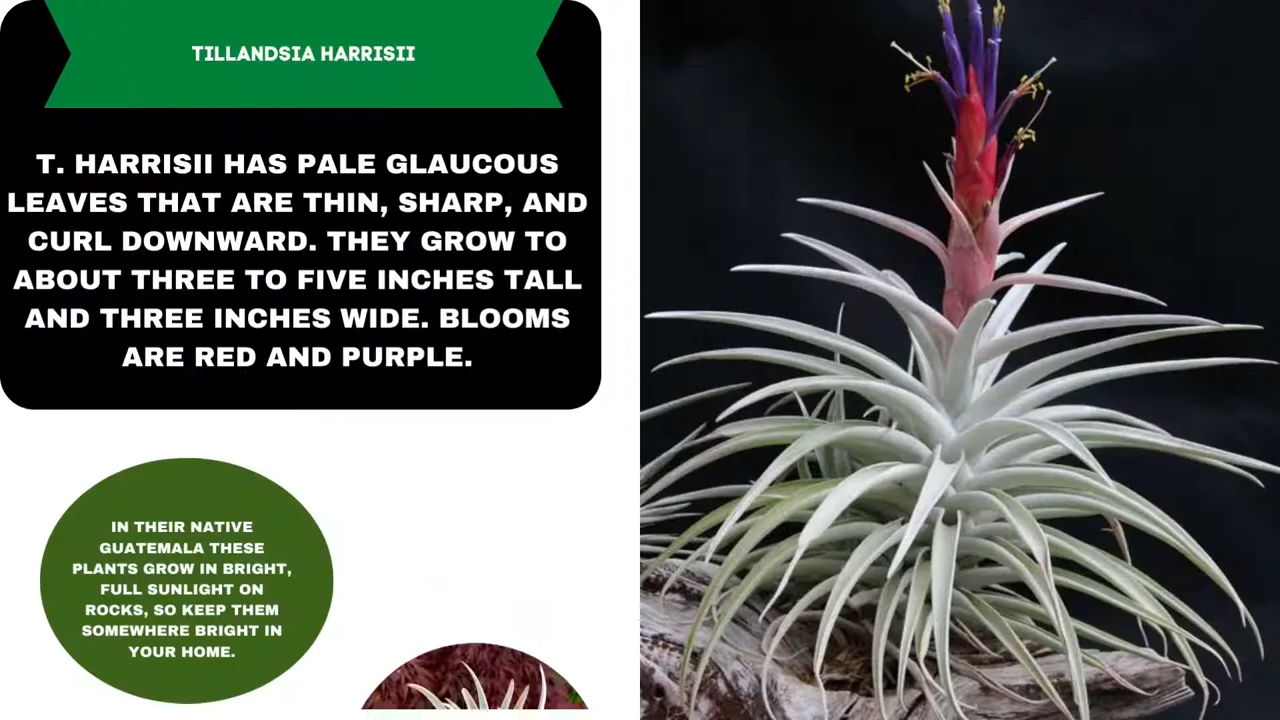 TILLANDSIA HARRISII
T. HARRISII HAS PALE GLAUCOUS
LEAVES THAT ARE THIN, SHARP, AND
CURL DOWNWARD. THEY GROW TO
ABOUT THREE TO FIVE INCHES TALL
AND THREE INCHES WIDE. BLOOMS
ARE RED AND PURPLE.
IN THEIR NATIVE
GUATEMALA THESE
PLANTS GROW IN BRIGHT,
FULL SUNLIGHT ON
ROCKS, SO KEEP THEM
SOMEWHERE BRIGHT IN
YOUR HOME.